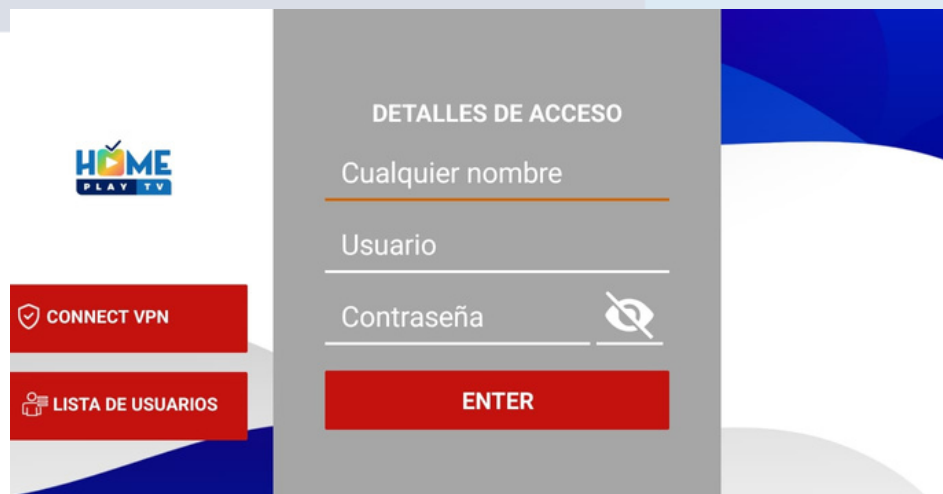 HOME
PLAY TV
CONNECT VPN
LISTA DE USUARIOS
DETALLES DE ACCESO
Cualquier nombre
Usuario
Contraseña
ENTER